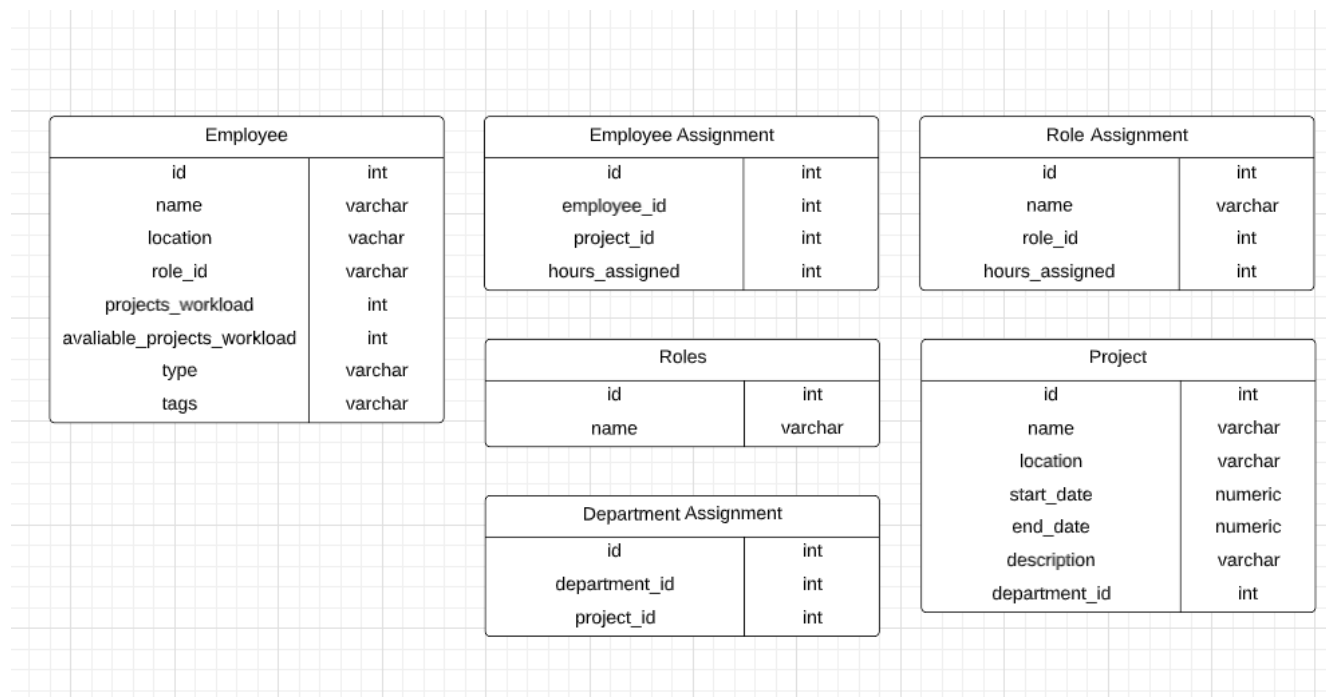 Employee
id int
name varchar
location vachar
role_id varchar
projects_workload int
avaliable_projects_workload int
type varchar
tags varchar
Employee Assignment
id int
employee_id int
project_id int
hours_assigned int
Role Assignment
id int
name varchar
role_id int
hours_assigned int
Roles
id int
name varchar
Project
id int
name varchar
location varchar
start_date numeric
end_date numeric
description varchar
department_id int
Department Assignment
id int
department_id int
project_id int